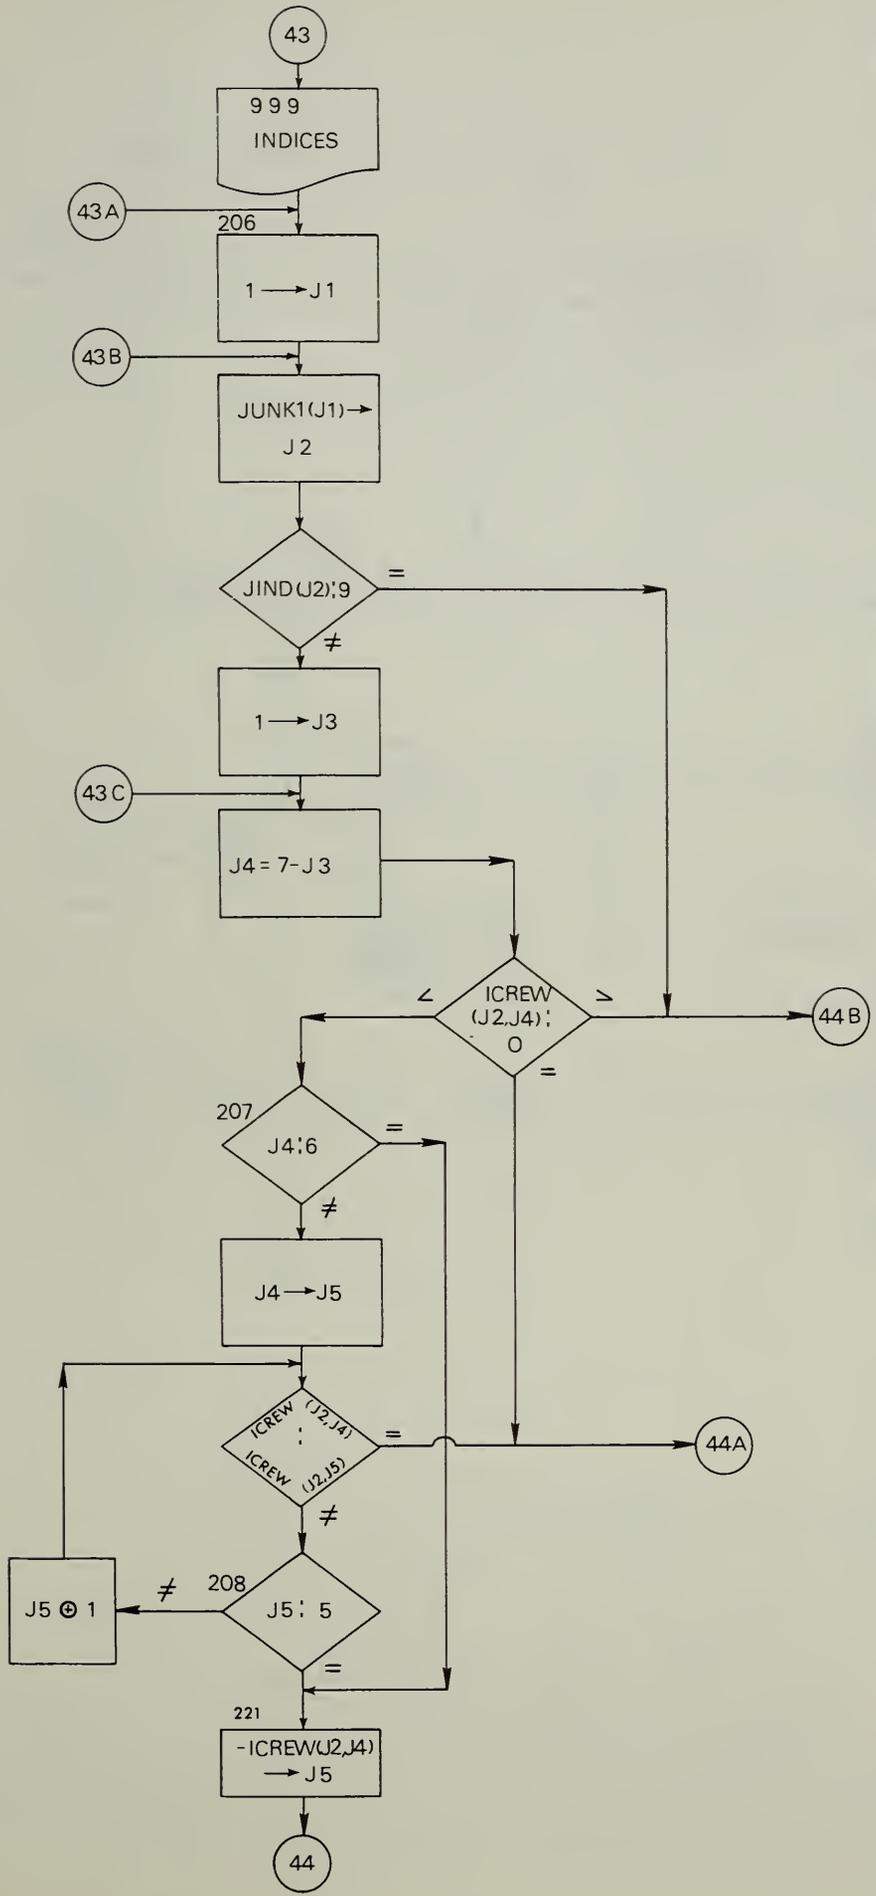 43
999
INDICES
43A
206
1 → J1
43B
JUNK1(J1) →
J2
JIND(J2):9
=
≠
1 → J3
43C
J4 = 7-J3
<
ICREW
(J2,J4):
0
>
44B
=
207
J4:6
=
≠
J4 → J5
ICREW (J2,J4)
:
ICREW (J2,J5)
=
44A
≠
J5 ⊕ 1
≠
208
J5: 5
=
221
-ICREW(J2,J4)
→ J5
44